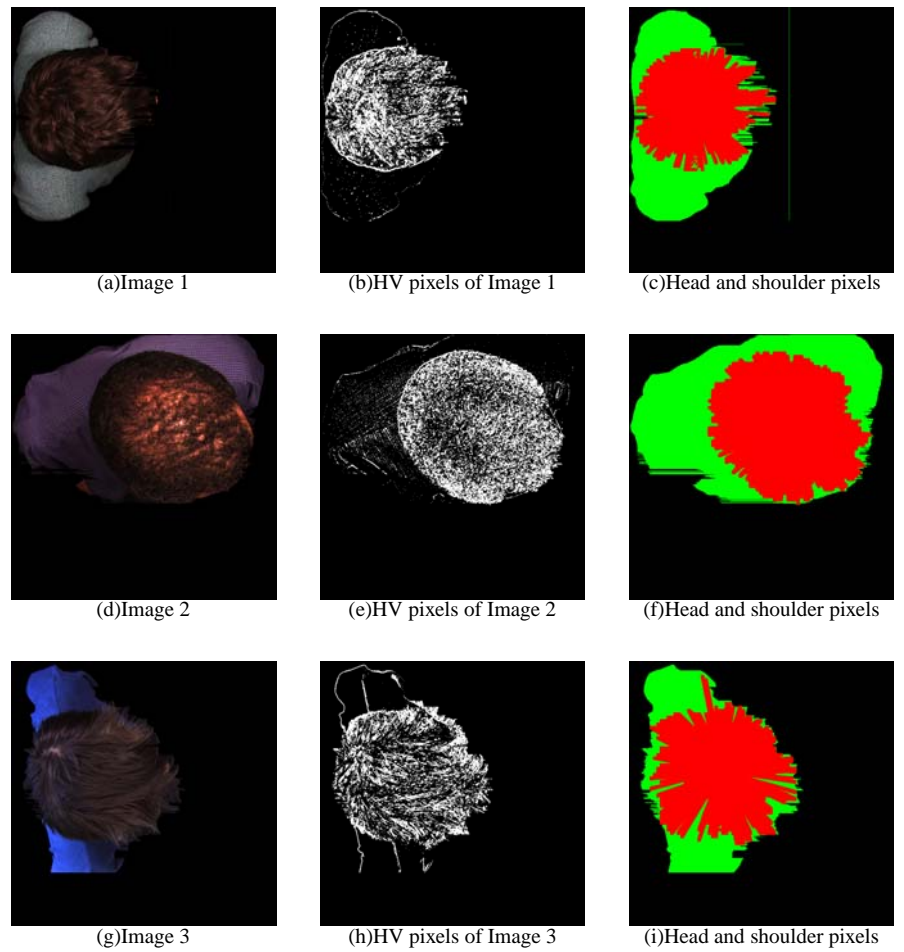 (a)Image 1
(b)HV pixels of Image 1
(c)Head and shoulder pixels
(d)Image 2
(e)HV pixels of Image 2
(f)Head and shoulder pixels
(g)Image 3
(h)HV pixels of Image 3
(i)Head and shoulder pixels